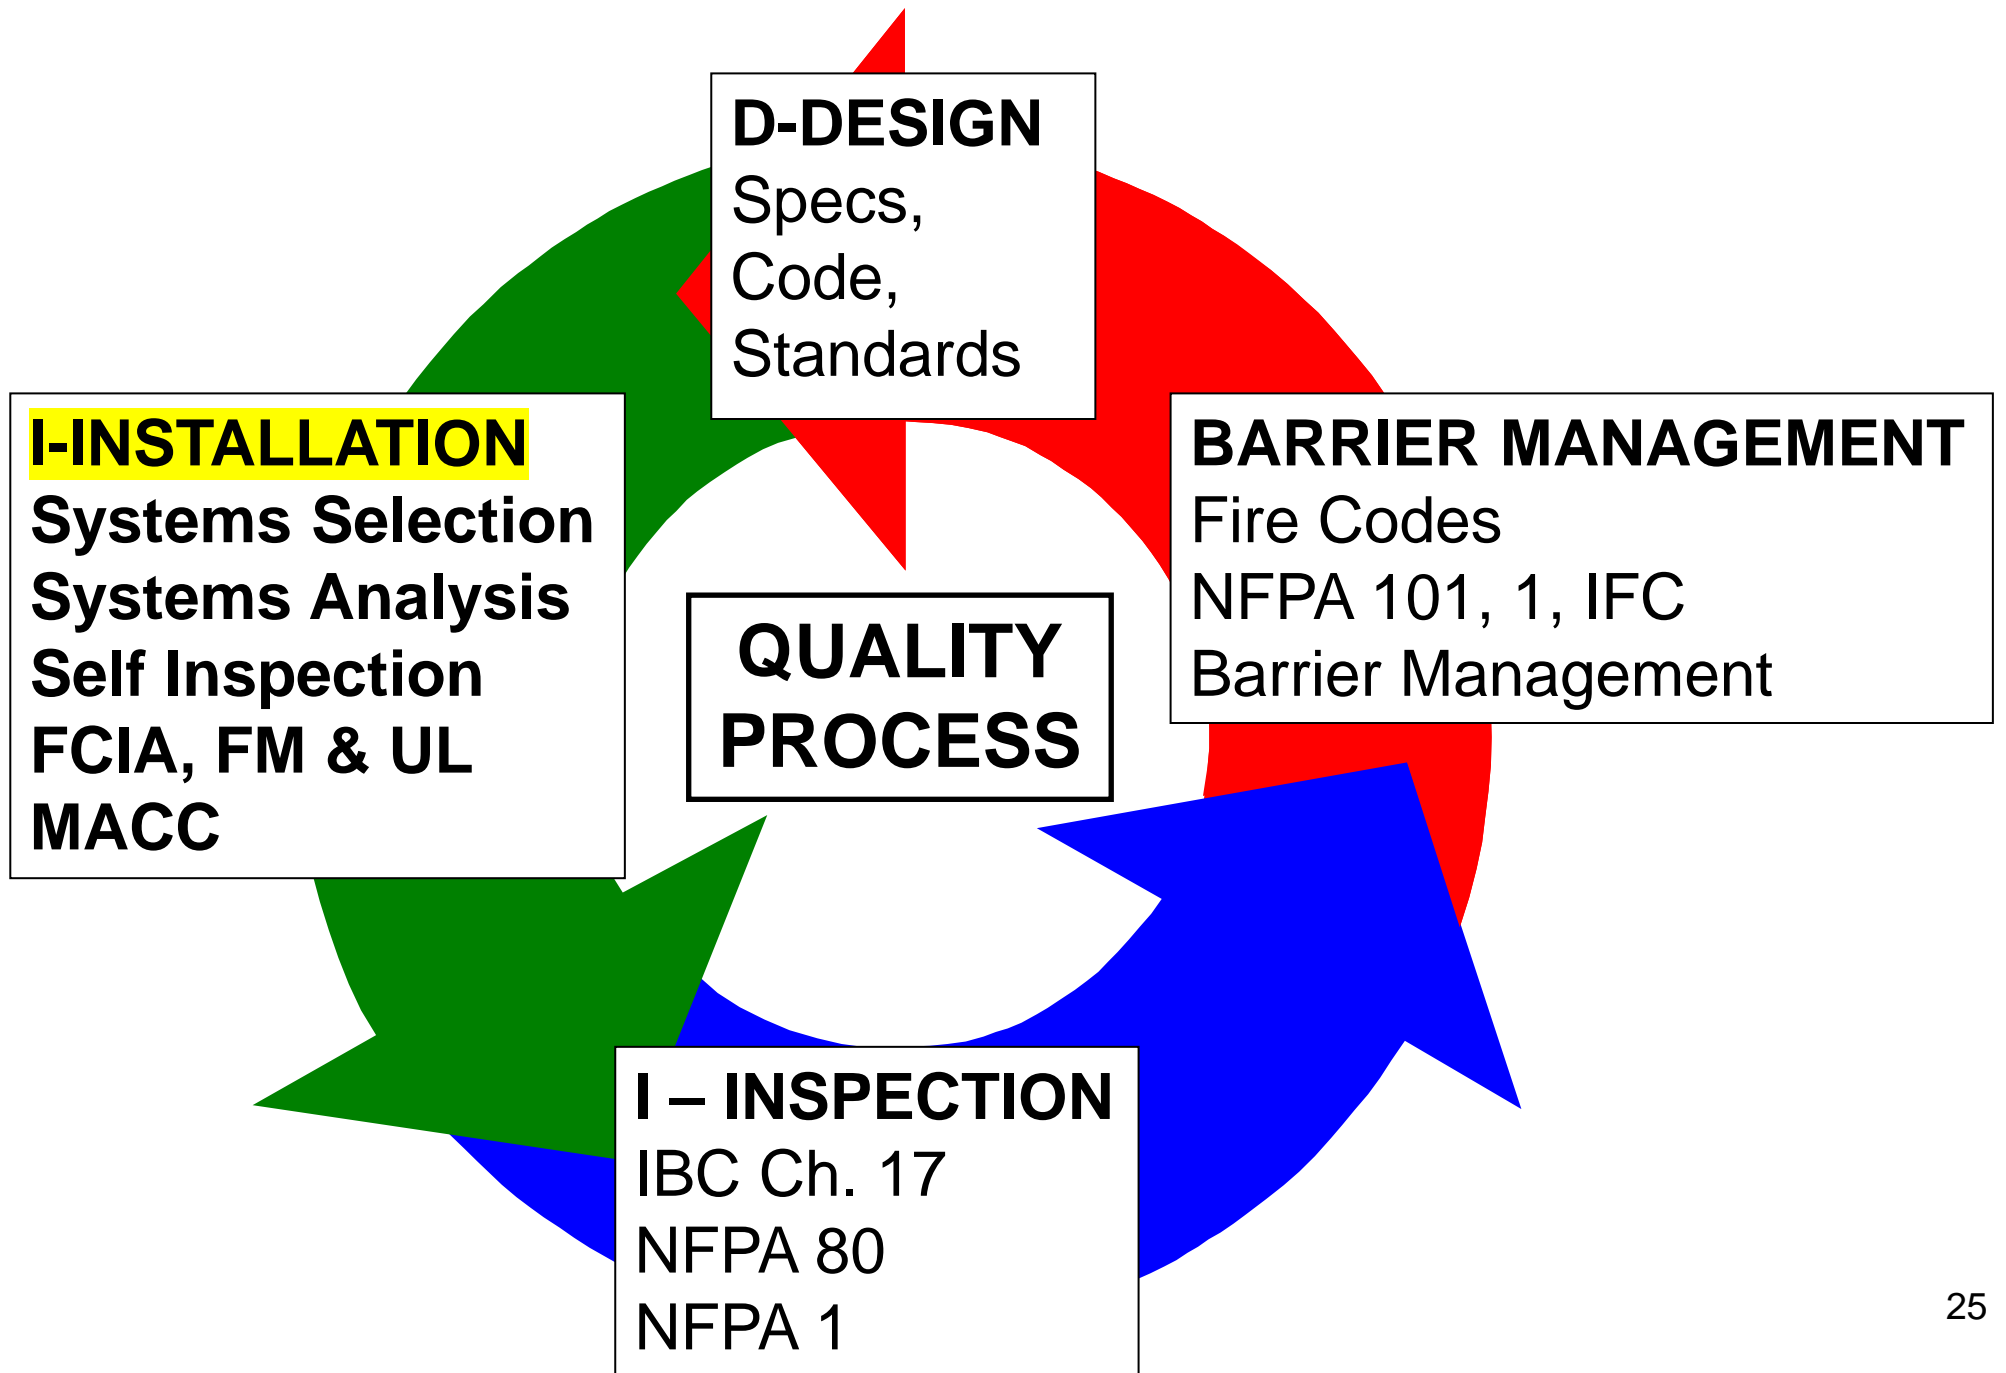 D-DESIGN
Specs,
Code,
Standards
I-INSTALLATION
Systems Selection
Systems Analysis
Self Inspection
FCIA, FM & UL
MACC
BARRIER MANAGEMENT
Fire Codes
NFPA 101, 1, IFC
Barrier Management
QUALITY
PROCESS
I – INSPECTION
IBC Ch. 17
NFPA 80
NFPA 1
25